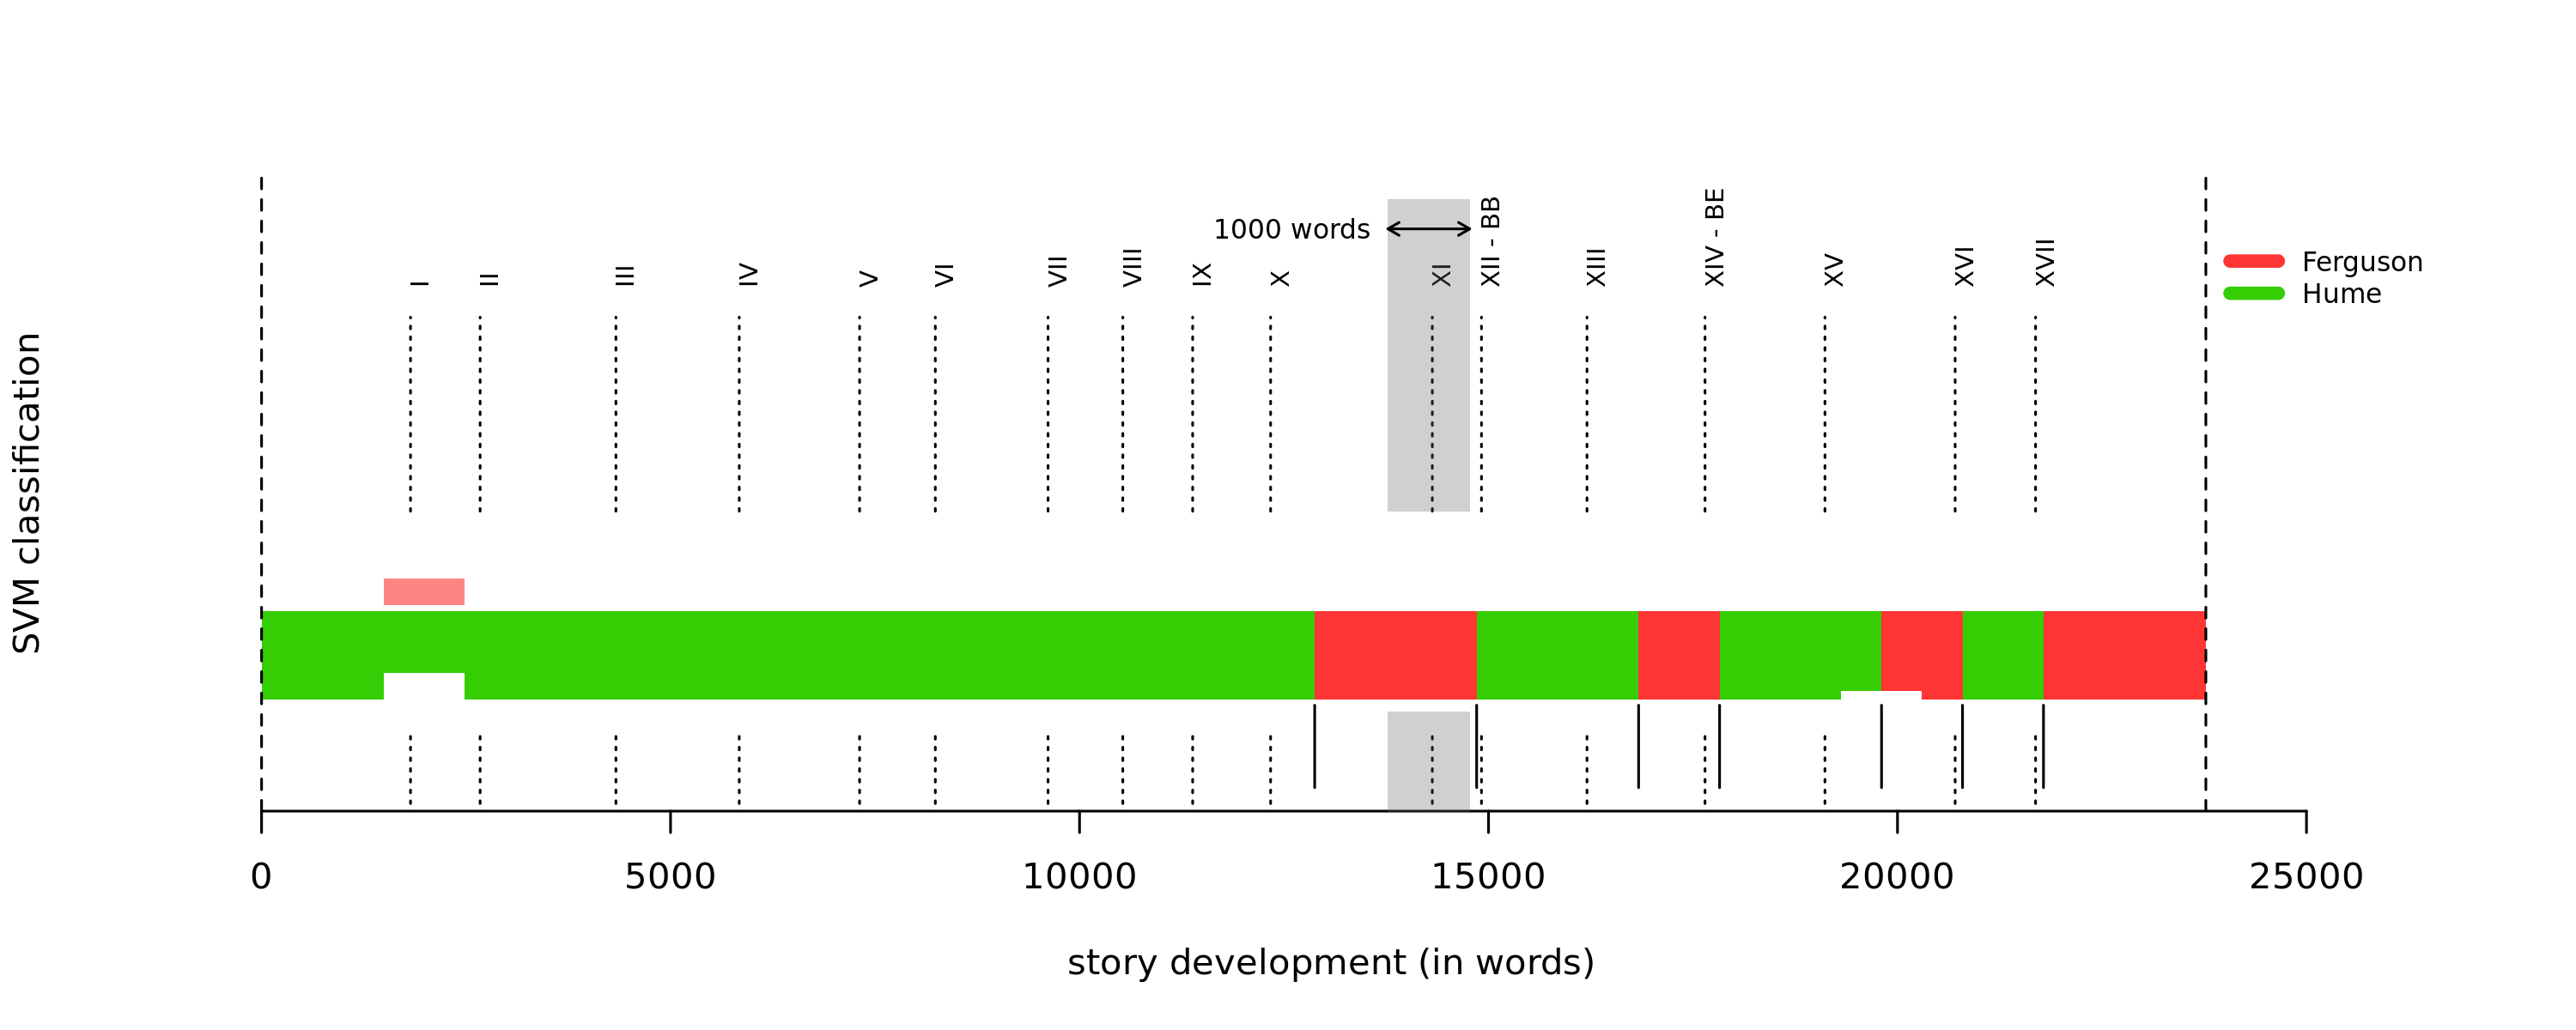 SVM classification
1000 words
I
II
III
IV
V
VI
VII
VIII
IX
X
XI
XII - BB
XIII
XIV - BE
XV
XVI
XVII
Ferguson
Hume
0
5000
10000
15000
20000
25000
story development (in words)